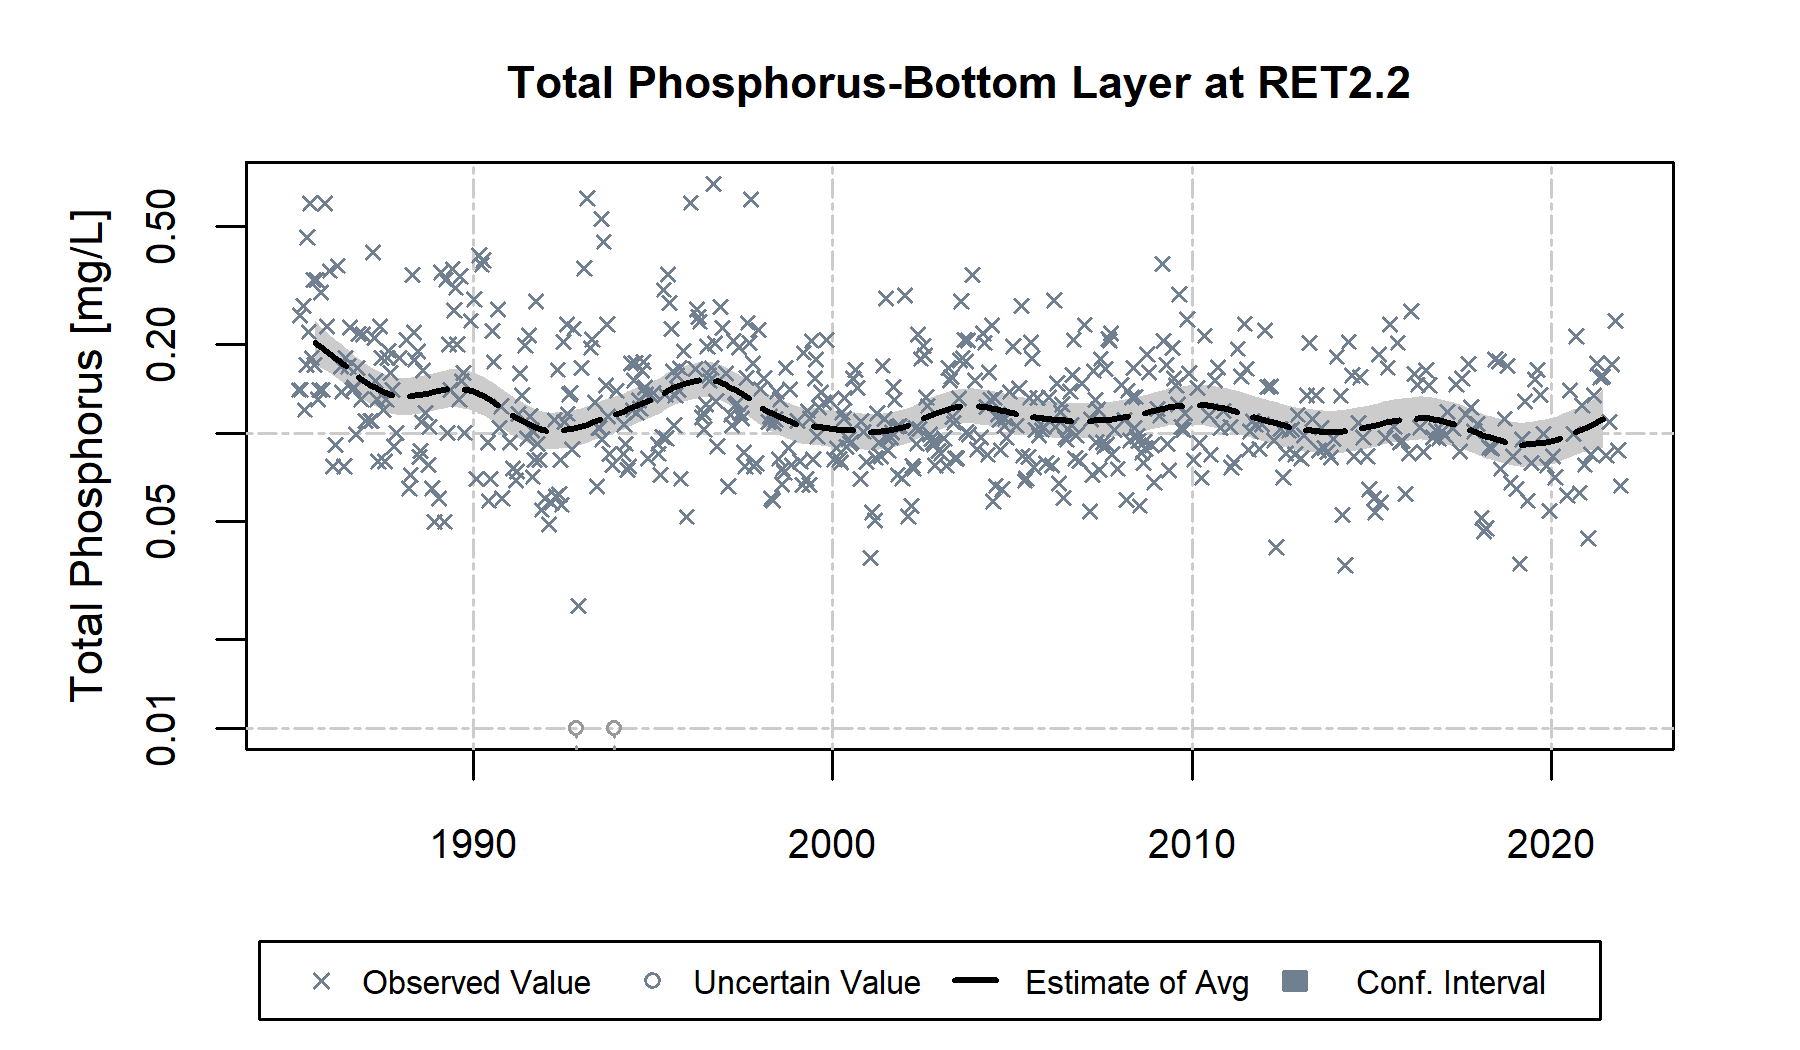 Total Phosphorus-Bottom Layer at RET2.2
Total Phosphorus [mg/L]
0.50
0.20
0.05
0.01
1990 2000 2010 2020
Observed Value Uncertain Value Estimate of Avg Conf. Interval